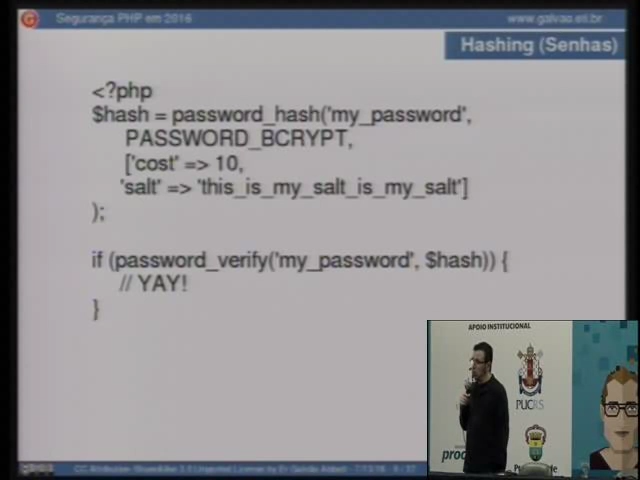 Segurança PHP em 2016
www.galvao.eti.br
Hashing (Senhas)
<?php
$hash = password_hash('my_password',
PASSWORD_BCRYPT,
['cost' => 10,
'salt' => 'this_is_my_salt_is_my_salt']
);
if (password_verify('my_password', $hash)) {
// YAY!
}
APOIO INSTITUCIONAL
PUCRS